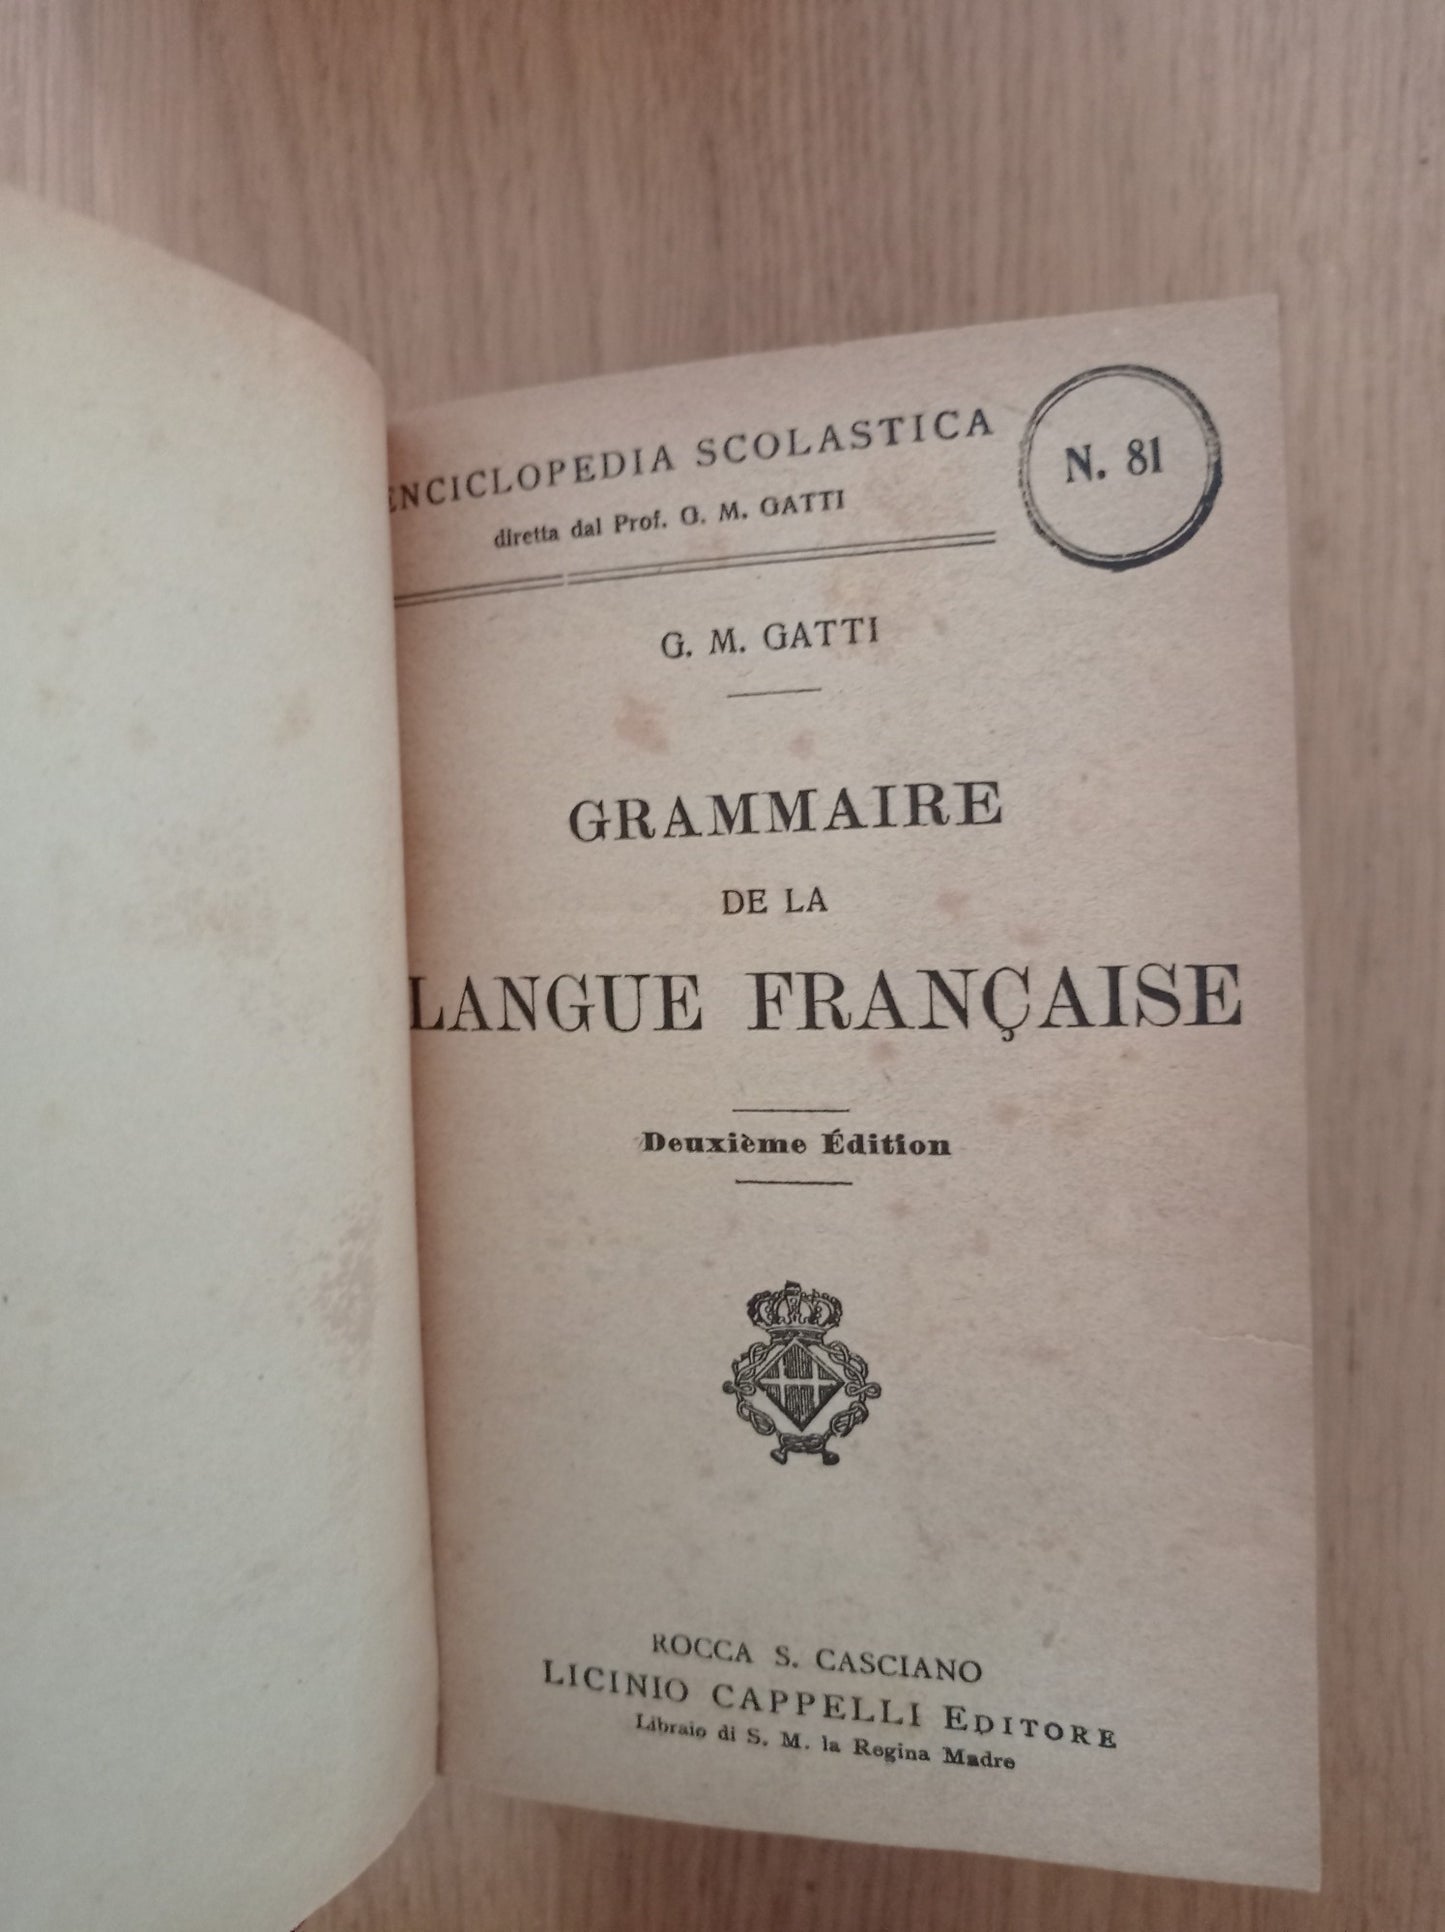 ENCICLOPEDIA SCOLASTICA
diretta dal Prof. G. M. GATTI
N. 81
G. M. GATTI
GRAMMAIRE
DE LA
LANGUE FRANÇAISE
Deuxième Édition
ROCCA S. CASCIANO
LICINIO CAPPELLI EDITORE
Libraio di S. M. la Regina Madre